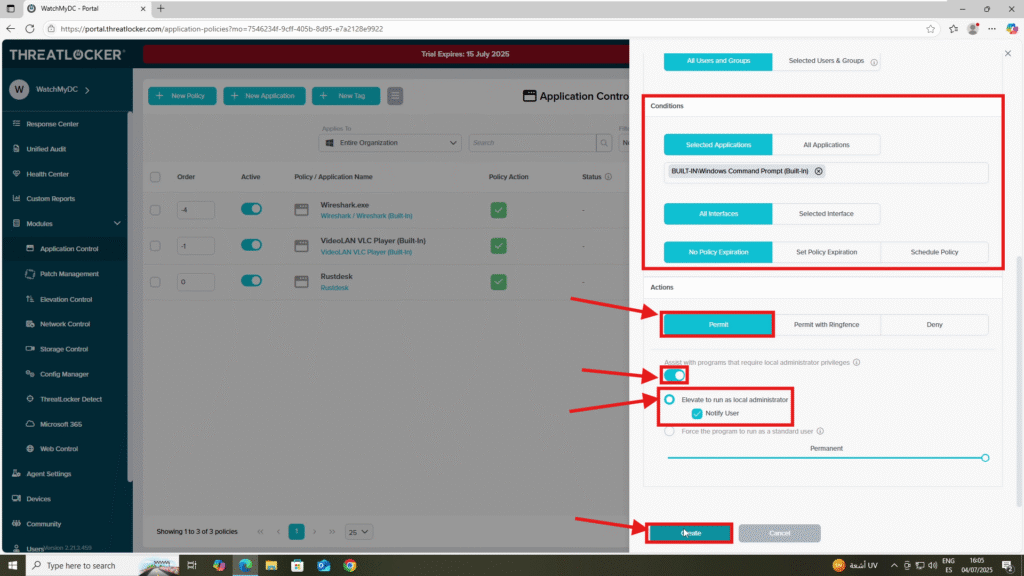 WatchMyDC - Portal
https://portal.threatlocker.com/application-policies?mo=7546234f-9cff-405b-8d95-e7a2128e9922
THREATLOCKER
Trial Expires: 15 July 2025
W WatchMyDC
Response Center
Unified Audit
Health Center
Custom Reports
Modules
Application Control
Patch Management
Elevation Control
Network Control
Storage Control
Config Manager
ThreatLocker Detect
Microsoft 365
Web Control
Agent Settings
Devices
Community
Users
New Policy New Application New Tag
Application Contro
Applies To
Entire Organization
Search
Order Active Policy / Application Name Policy Action Status
-4 Wireshark.exe -
Wireshark / Wireshark (Built-In)
-1 VideoLAN VLC Player (Built-In) -
VideoLAN VLC Player (Built-In)
0 Rustdesk -
Rustdesk
Showing 1 to 3 of 3 policies 1 25
All Users and Groups Selected Users & Groups
Conditions
Selected Applications All Applications
BUILT-IN\Windows Command Prompt (Built-In)
All Interfaces Selected Interface
No Policy Expiration Set Policy Expiration Schedule Policy
Actions
Permit Permit with Ringfence Deny
Assist with programs that require local administrator privileges
Elevate to run as local administrator
Notify User
Force the program to run as a standard user
Permanent
Create Cancel
Type here to search
أشعة UV
ENG
ES
16:05
04/07/2025